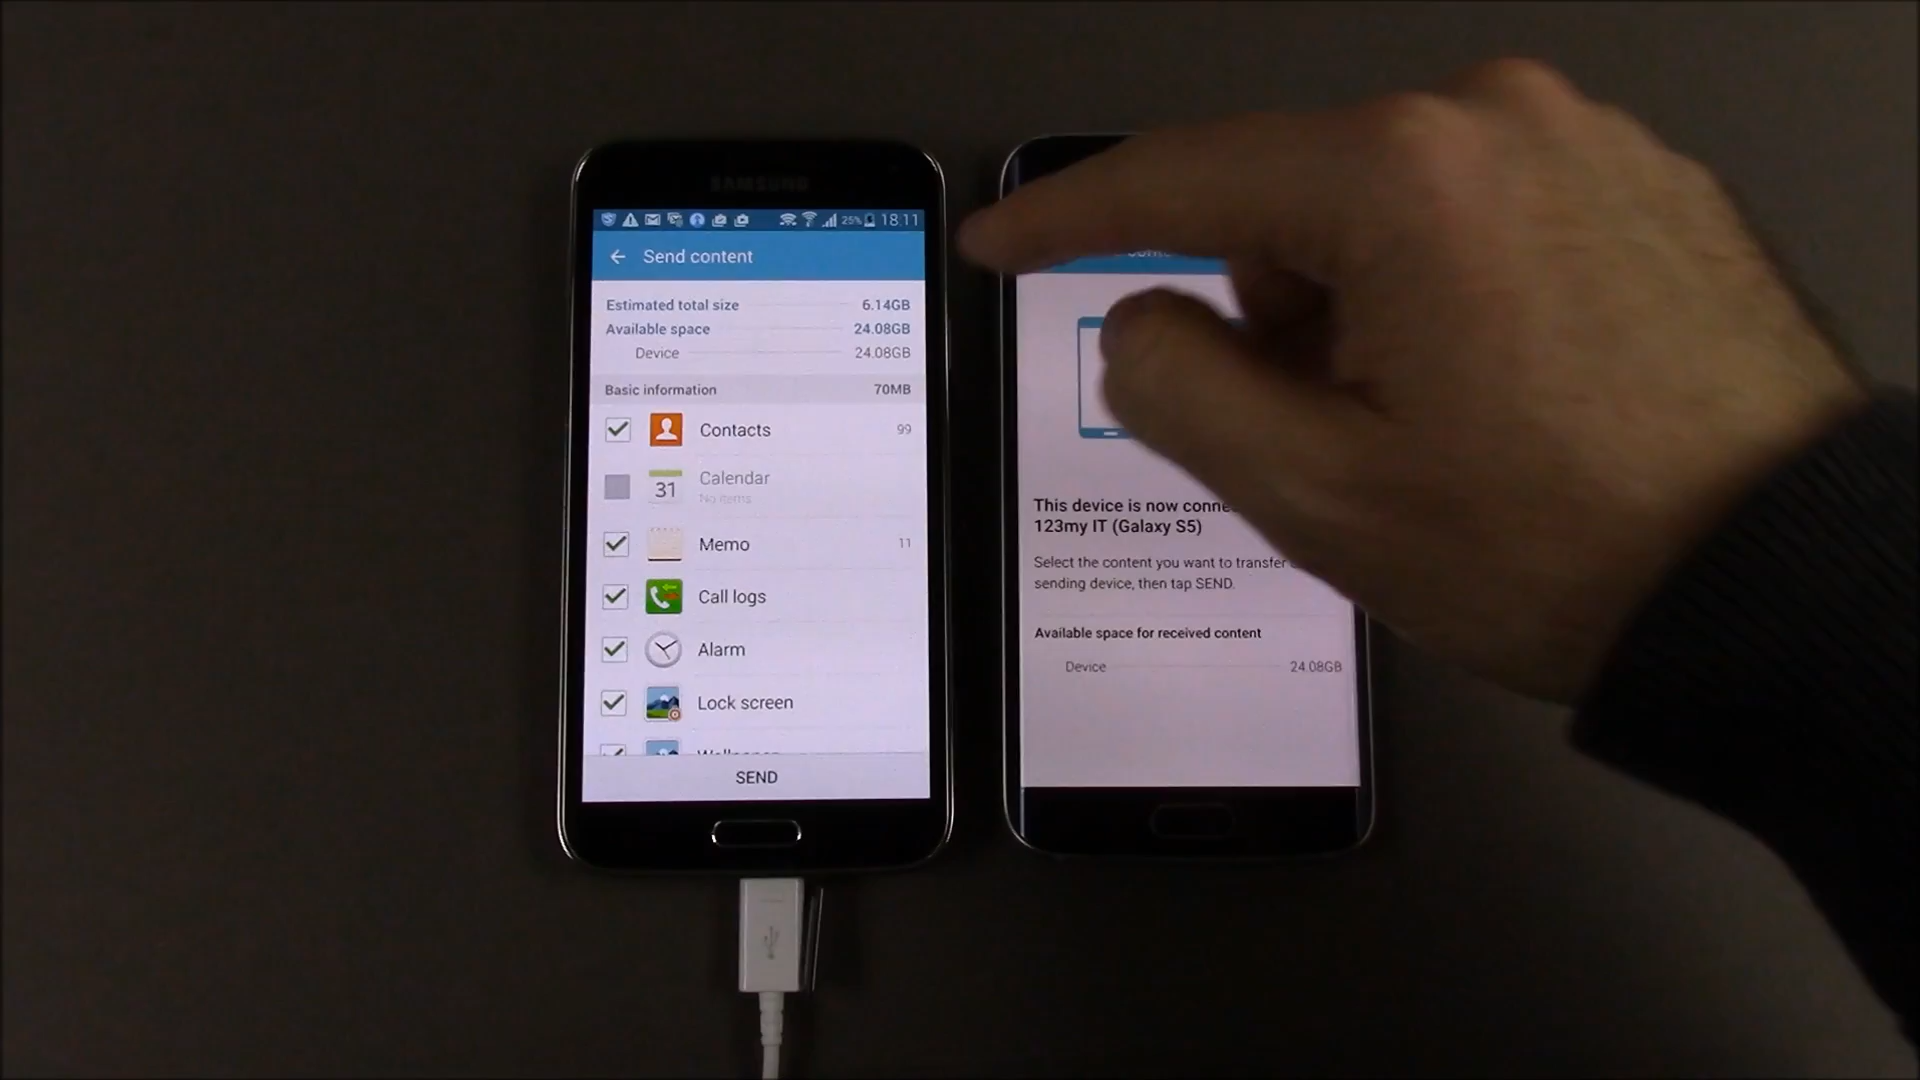 SAMSUNG
25% 18.11
Send content
Estimated total size 6.14GB
Available space 24.08GB
Device 24.08GB
Basic information 70MB
Contacts 99
31 Calendar
No items
Memo 11
Call logs
Alarm
Lock screen
SEND
This device is now
123my IT (Galaxy S5)
Select the content you want to transfer
sending device, then tap SEND.
Available space for received content
Device 24.08GB